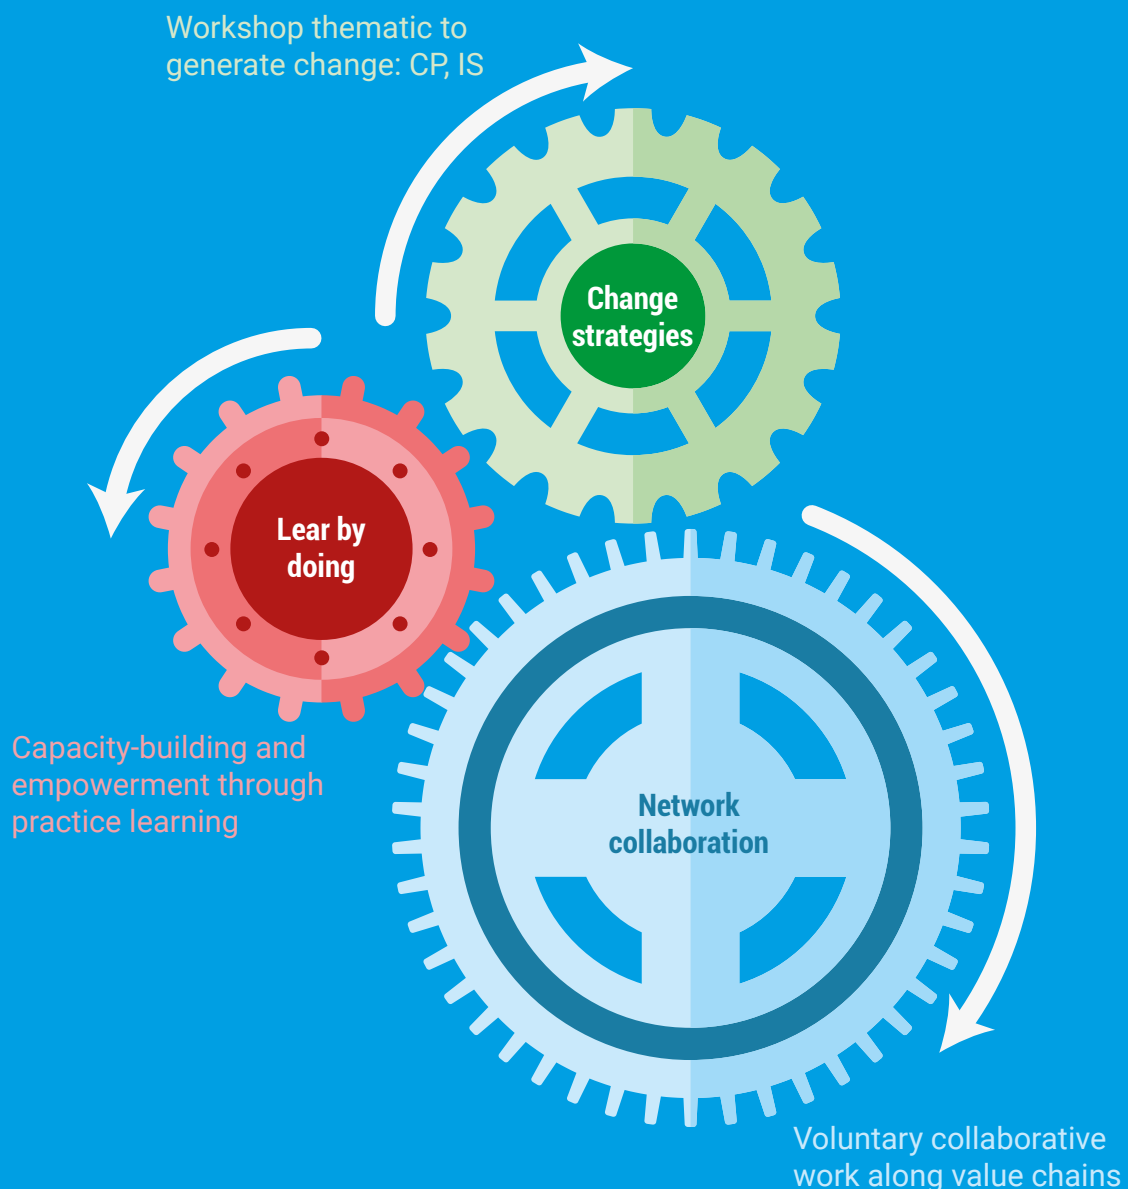 Workshop thematic to
generate change: CP, IS
Change
strategies
Lear by
doing
Capacity-building and
empowerment through
practice learning
Network
collaboration
Voluntary collaborative
work along value chains